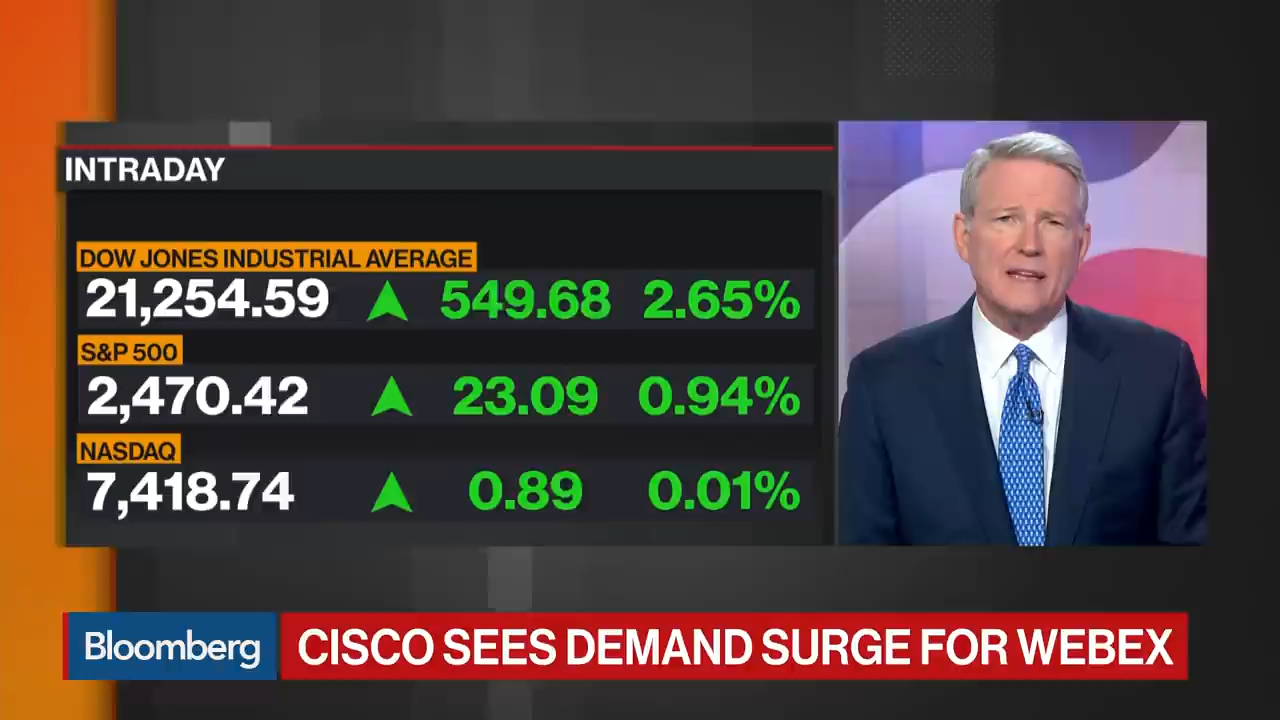 INTRADAY
DOW JONES INDUSTRIAL AVERAGE
21,254.59 ▲ 549.68 2.65%
S&P 500
2,470.42 ▲ 23.09 0.94%
NASDAQ
7,418.74 ▲ 0.89 0.01%
Bloomberg CISCO SEES DEMAND SURGE FOR WEBEX